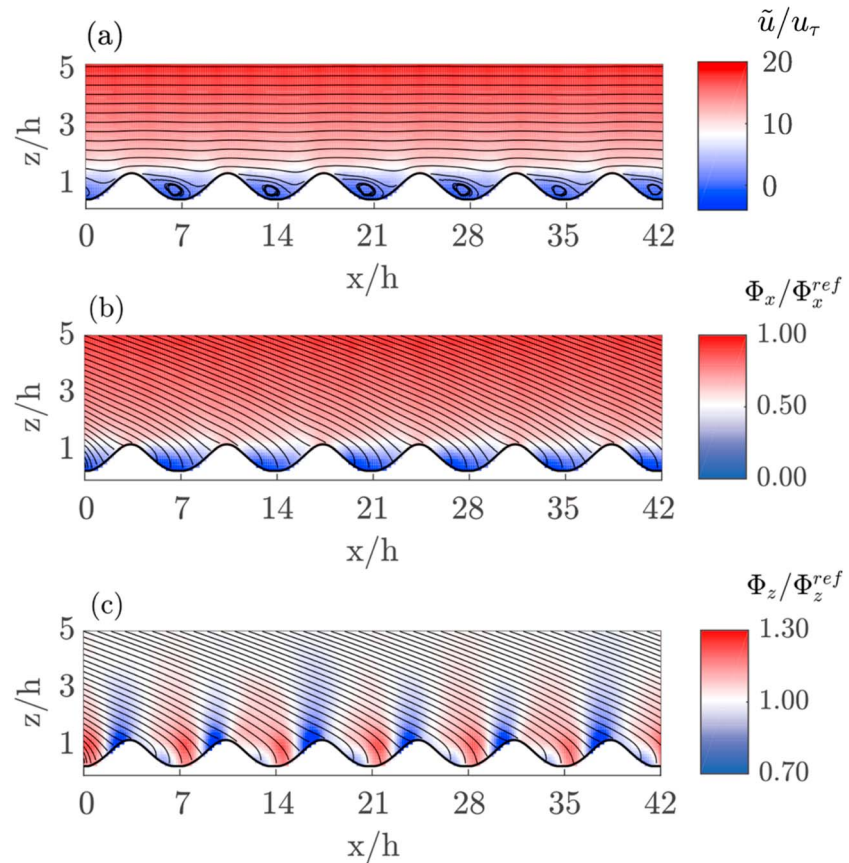 (a)
ũ/u_τ
5
3
1
z/h
0 7 14 21 28 35 42
x/h
20
10
0
(b)
Φ_x/Φ_x^{ref}
5
3
1
z/h
0 7 14 21 28 35 42
x/h
1.00
0.50
0.00
(c)
Φ_z/Φ_z^{ref}
5
3
1
z/h
0 7 14 21 28 35 42
x/h
1.30
1.00
0.70